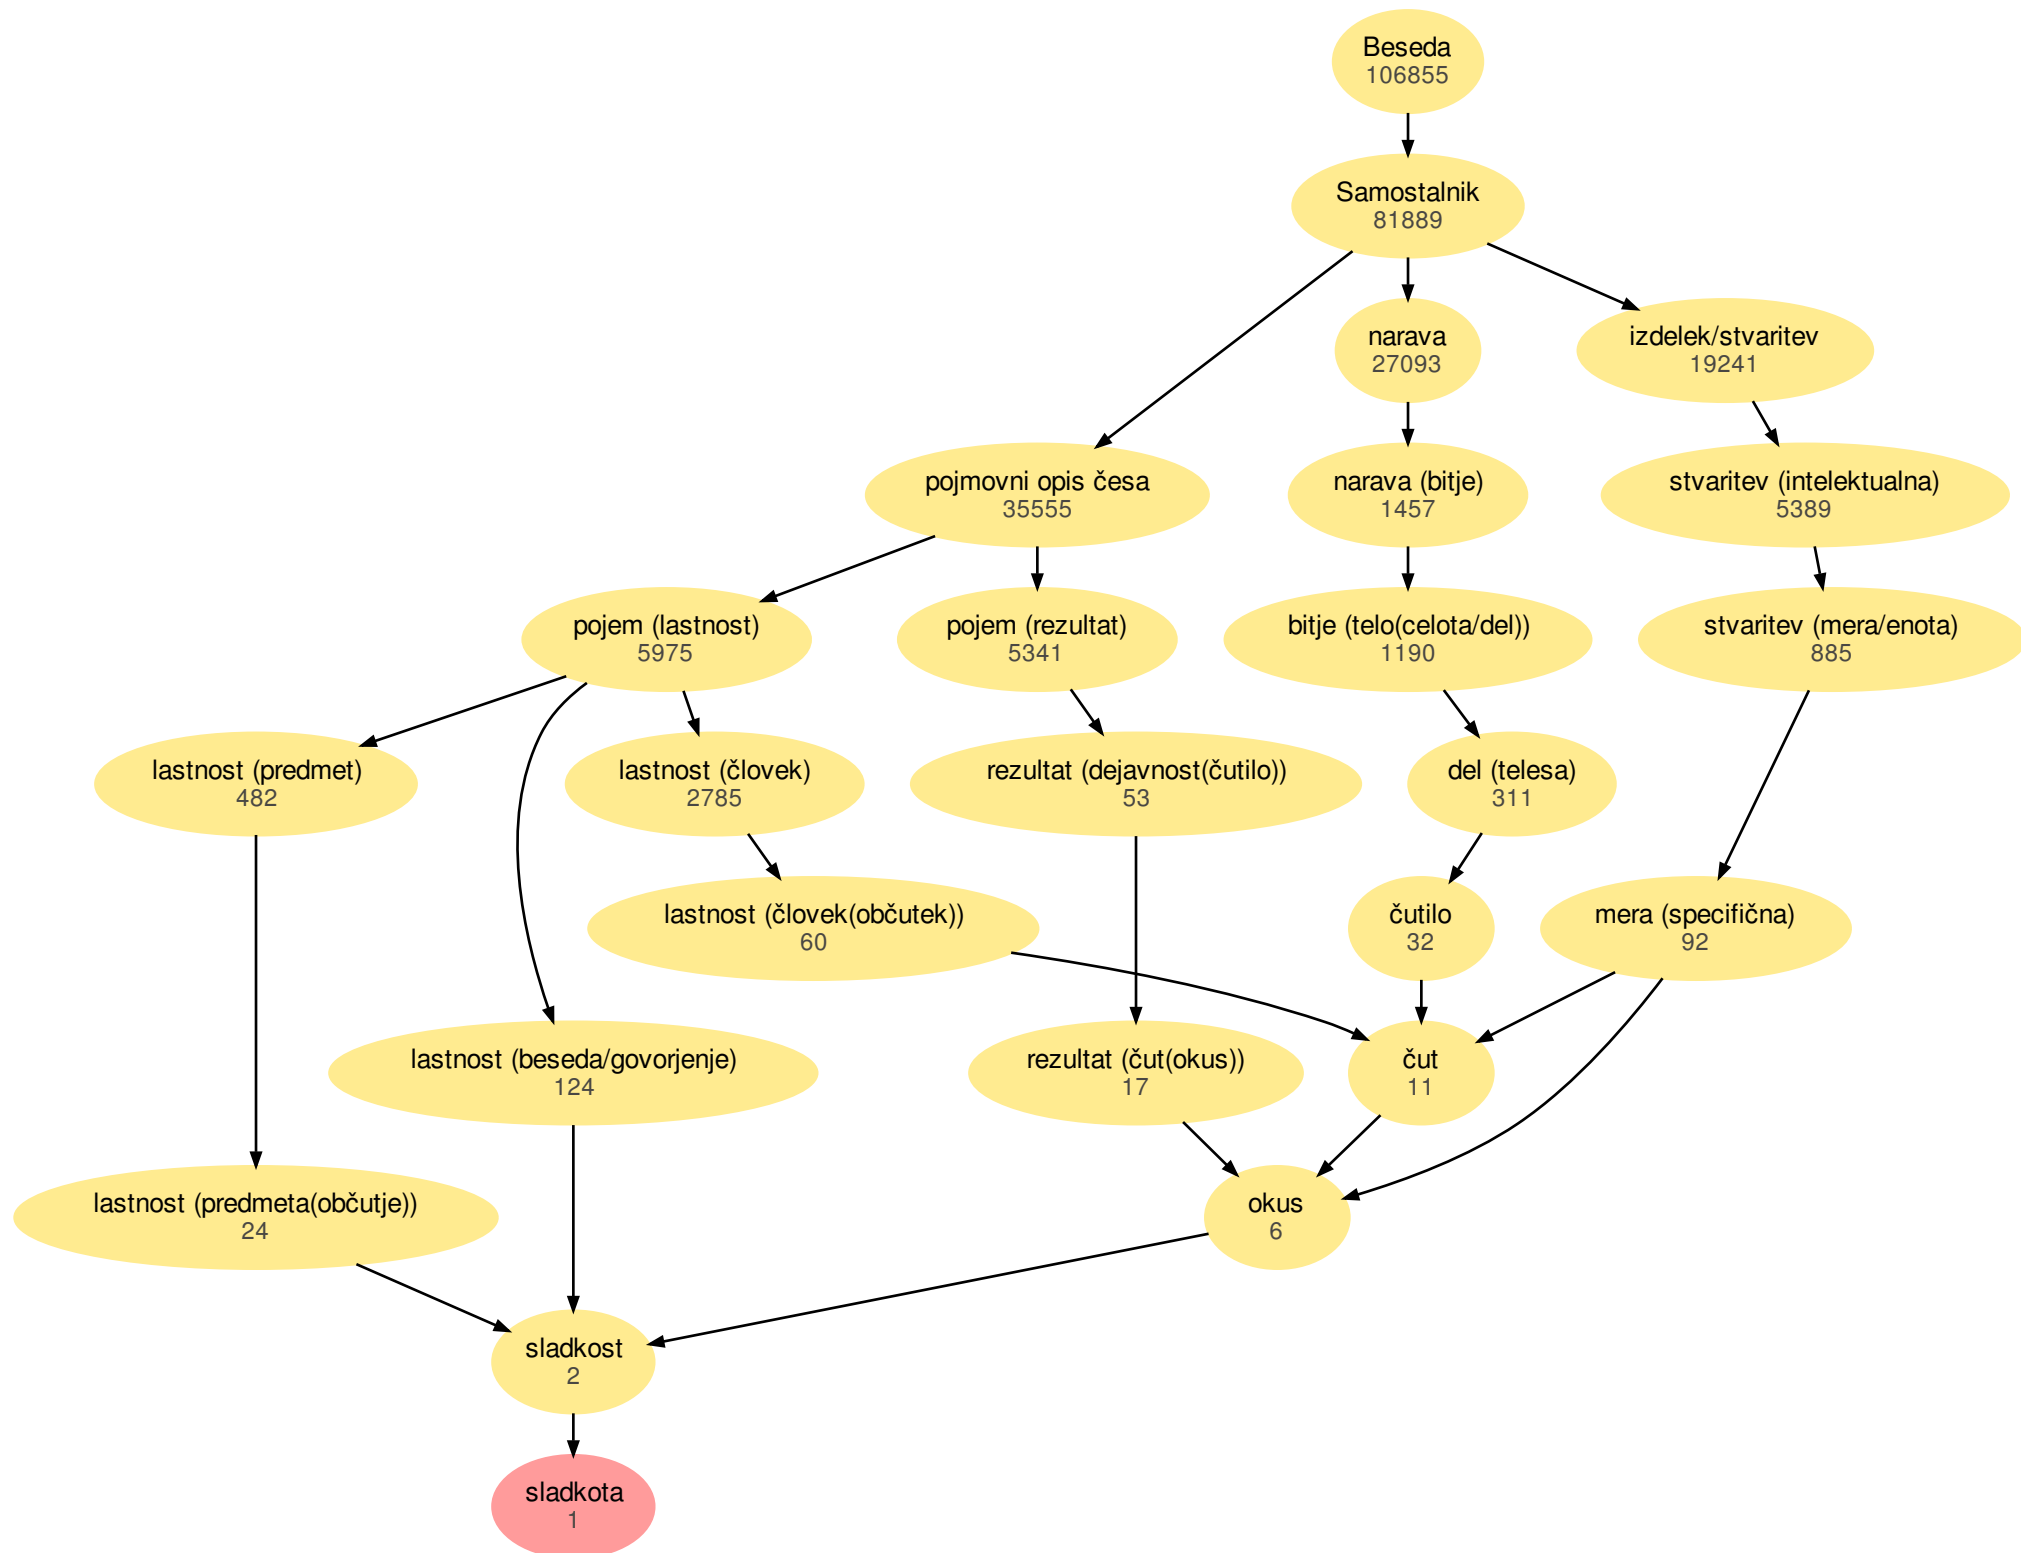 Beseda
106855
Samostalnik
81889
narava
27093
izdelek/stvaritev
19241
pojmovni opis česa
35555
narava (bitje)
1457
stvaritev (intelektualna)
5389
pojem (lastnost)
5975
pojem (rezultat)
5341
bitje (telo(celota/del))
1190
stvaritev (mera/enota)
885
lastnost (predmet)
482
lastnost (človek)
2785
rezultat (dejavnost(čutilo))
53
del (telesa)
311
lastnost (človek(občutek))
60
čutilo
32
mera (specifična)
92
lastnost (beseda/govorjenje)
124
rezultat (čut(okus))
17
čut
11
lastnost (predmeta(občutje))
24
okus
6
sladkost
2
sladkota
1